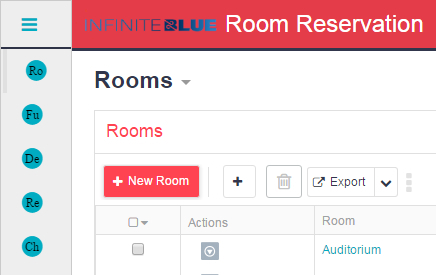 INFINITEBLUE Room Reservation
Ro
Fu
De
Re
Ch
Rooms
Rooms
+ New Room + Export
Actions Room
Auditorium